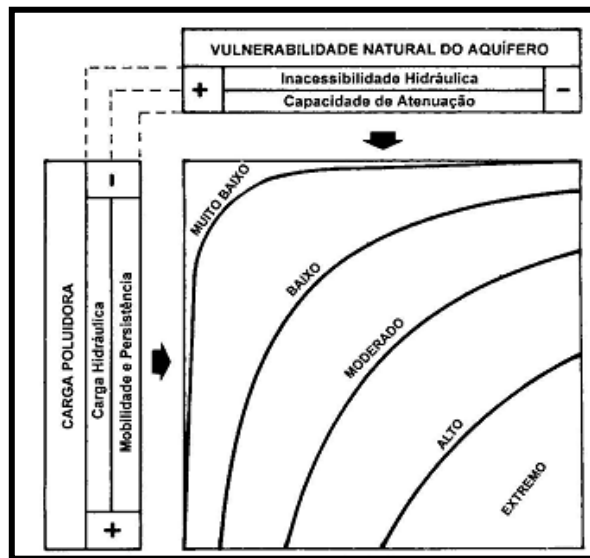 VULNERABILIDADE NATURAL DO AQUÍFERO
+
Inacessibilidade Hidráulica
Capacidade de Atenuação
-
CARGA POLUIDORA
-
Carga Hidráulica
Mobilidade e Persistência
+
MUITO BAIXO
BAIXO
MODERADO
ALTO
EXTREMO